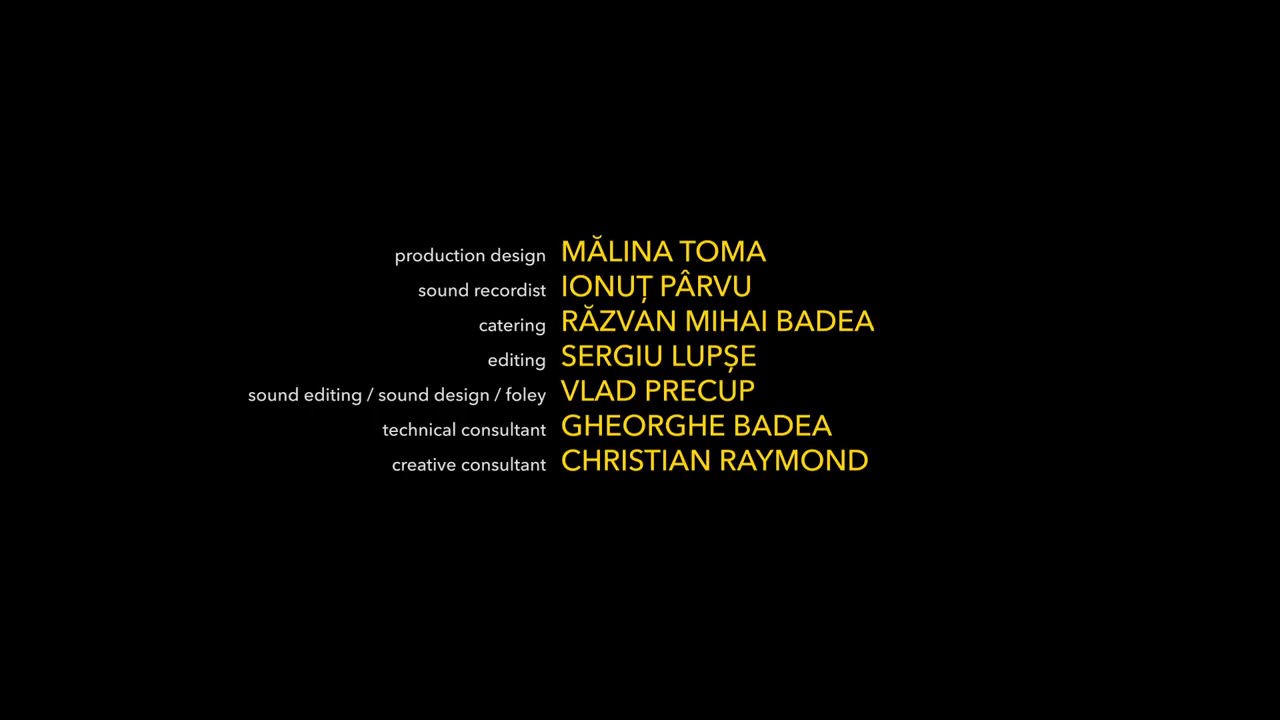 production design MĂLINA TOMA
sound recordist IONUȚ PÂRVU
catering RĂZVAN MIHAI BADEA
editing SERGIU LUPȘE
sound editing / sound design / foley VLAD PRECUP
technical consultant GHEORGHE BADEA
creative consultant CHRISTIAN RAYMOND